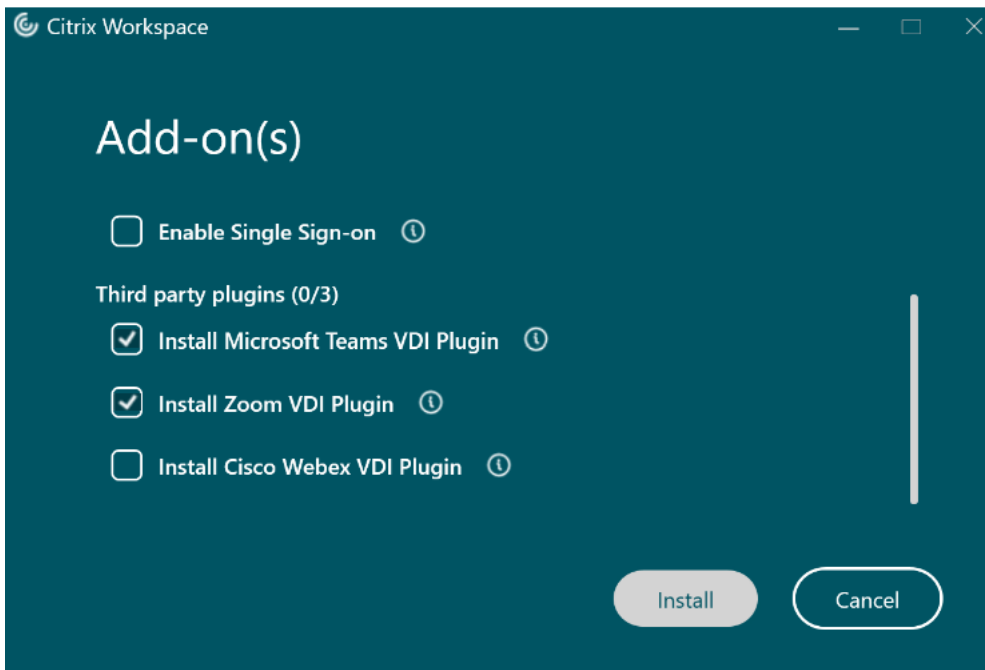 Citrix Workspace
Add-on(s)
Enable Single Sign-on
Third party plugins (0/3)
Install Microsoft Teams VDI Plugin
Install Zoom VDI Plugin
Install Cisco Webex VDI Plugin
Install
Cancel